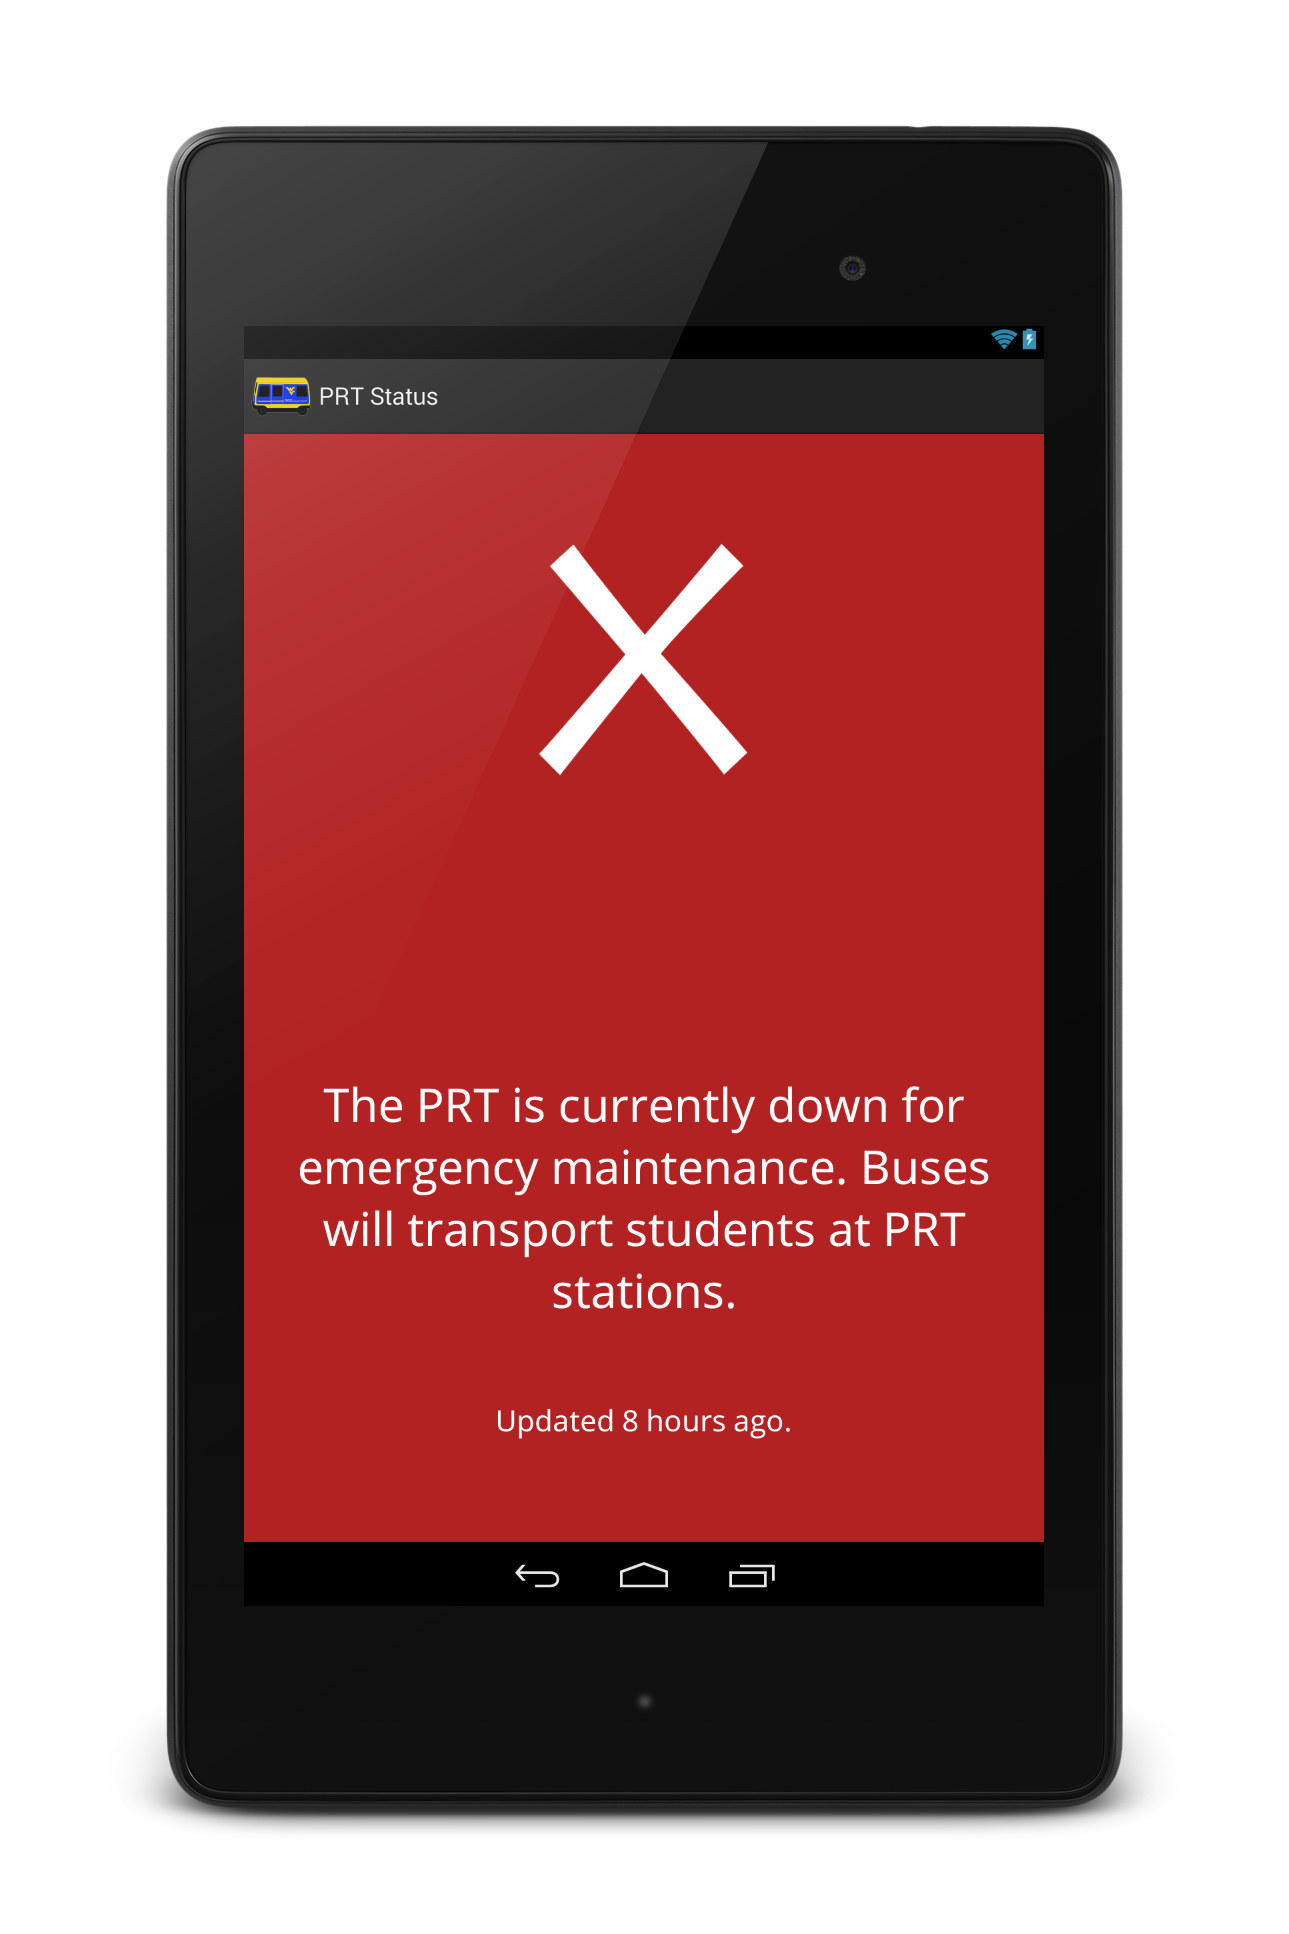 PRT Status
The PRT is currently down for
emergency maintenance. Buses
will transport students at PRT
stations.
Updated 8 hours ago.